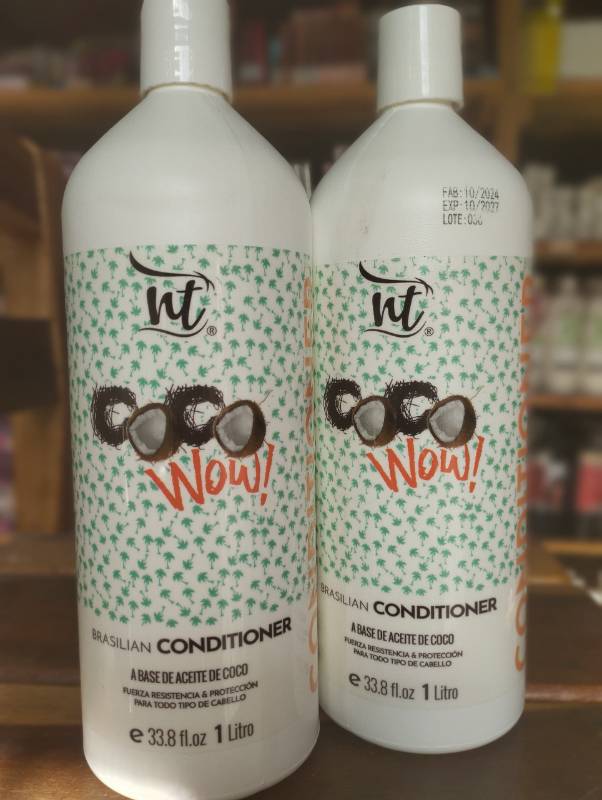 nt®
COCO
Wow!
BRASILIAN CONDITIONER
A BASE DE ACEITE DE COCO
FUERZA RESISTENCIA & PROTECCIÓN
PARA TODO TIPO DE CABELLO
e 33.8 fl.oz 1 Litro
FAB:10/2024
EXP:10/2027
LOTE:
nt®
COCO
Wow!
BRASILIAN CONDITIONER
A BASE DE ACEITE DE COCO
FUERZA RESISTENCIA & PROTECCIÓN
PARA TODO TIPO DE CABELLO
e 33.8 fl.oz 1 Litro
CONDITIONER